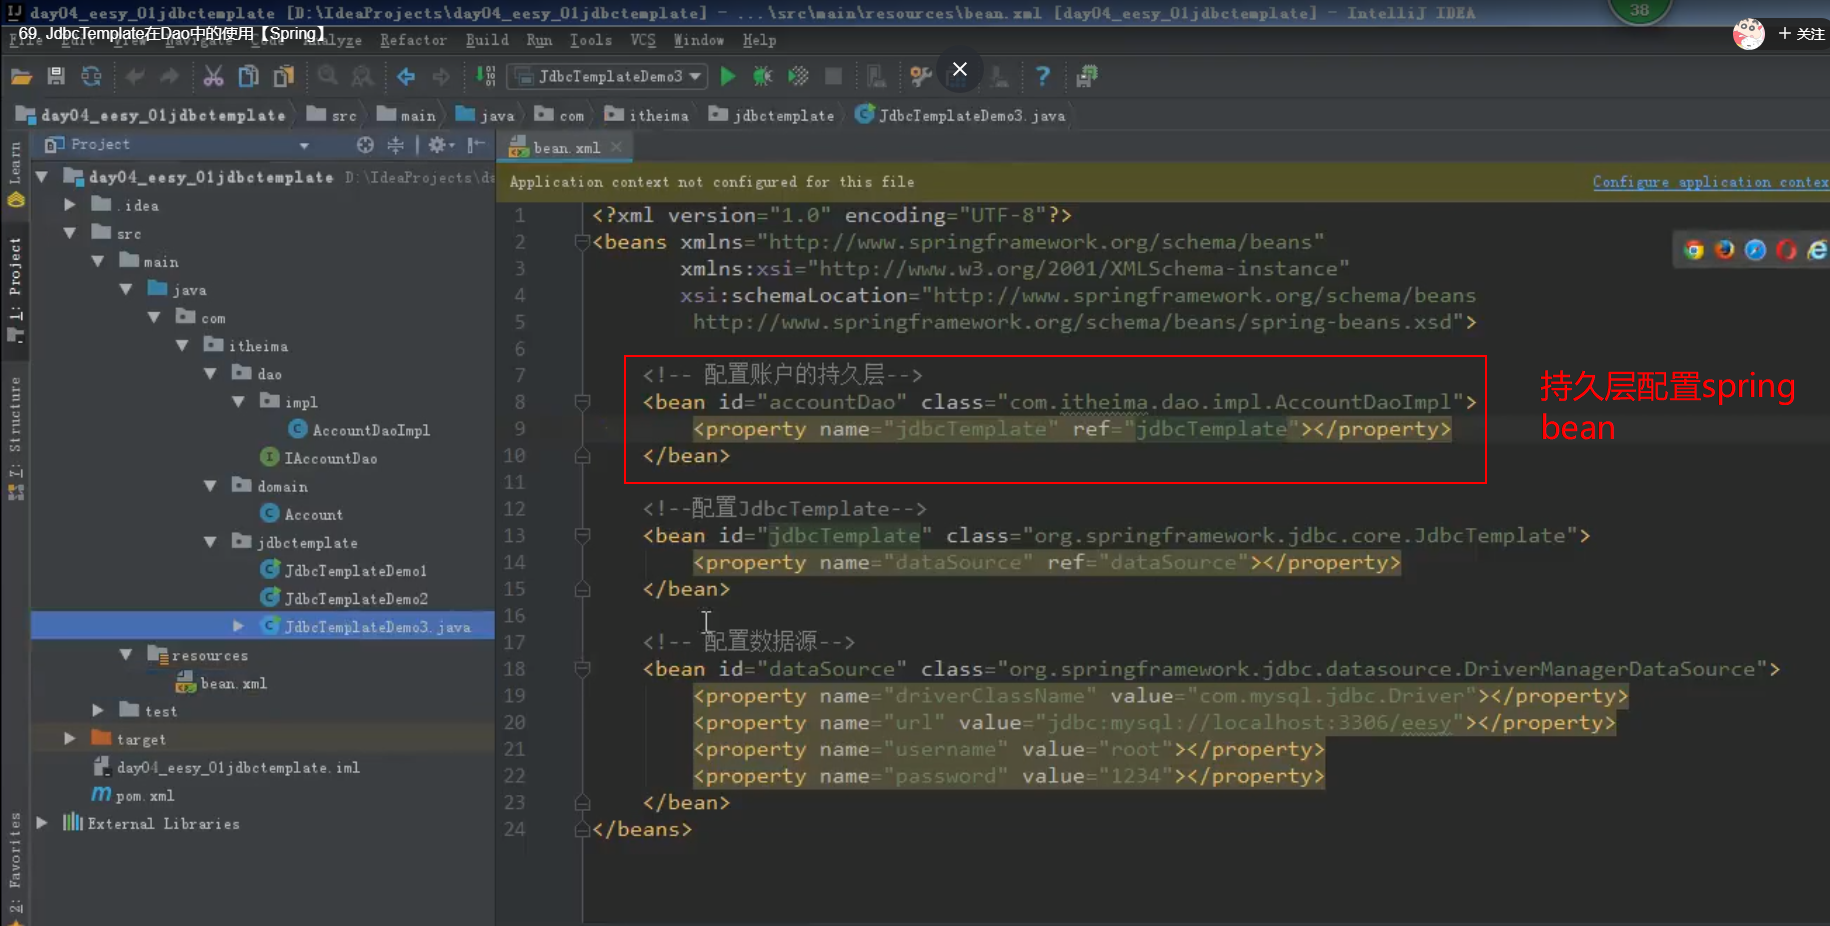 day04_eesy_01jdbctemplate [D:\IdeaProjects\day04_eesy_01jdbctemplate] - ...\src\main\resources\bean.xml [day04_eesy_01jdbctemplate] - IntelliJ IDEA
38
69. JdbcTemplate在Dao中的使用【Spring】
Refactor Build Run Tools VCS Window Help
+ 关注
JdbcTemplateDemo3
day04_eesy_01jdbctemplate src main java com itheima jdbctemplate JdbcTemplateDemo3.java
Project
bean.xml
Learn
1: Project
7: Structure
2: Favorites
day04_eesy_01jdbctemplate D:\IdeaProjects\da
.idea
src
main
java
com
itheima
dao
impl
AccountDaoImpl
IAccountDao
domain
Account
jdbctemplate
JdbcTemplateDemo1
JdbcTemplateDemo2
JdbcTemplateDemo3.java
resources
bean.xml
test
target
day04_eesy_01jdbctemplate.iml
pom.xml
External Libraries
Application context not configured for this file
Configure application contex
1 <?xml version="1.0" encoding="UTF-8"?>
2 <beans xmlns="http://www.springframework.org/schema/beans"
3 xmlns:xsi="http://www.w3.org/2001/XMLSchema-instance"
4 xsi:schemaLocation="http://www.springframework.org/schema/beans
5 http://www.springframework.org/schema/beans/spring-beans.xsd">
6
7 <!-- 配置账户的持久层-->
8 <bean id="accountDao" class="com.itheima.dao.impl.AccountDaoImpl">
9 <property name="jdbcTemplate" ref="jdbcTemplate"></property>
10 </bean>
11
12 <!--配置JdbcTemplate-->
13 <bean id="jdbcTemplate" class="org.springframework.jdbc.core.JdbcTemplate">
14 <property name="dataSource" ref="dataSource"></property>
15 </bean>
16
17 <!-- 配置数据源-->
18 <bean id="dataSource" class="org.springframework.jdbc.datasource.DriverManagerDataSource">
19 <property name="driverClassName" value="com.mysql.jdbc.Driver"></property>
20 <property name="url" value="jdbc:mysql://localhost:3306/eesy"></property>
21 <property name="username" value="root"></property>
22 <property name="password" value="1234"></property>
23 </bean>
24 </beans>
持久层配置spring
bean